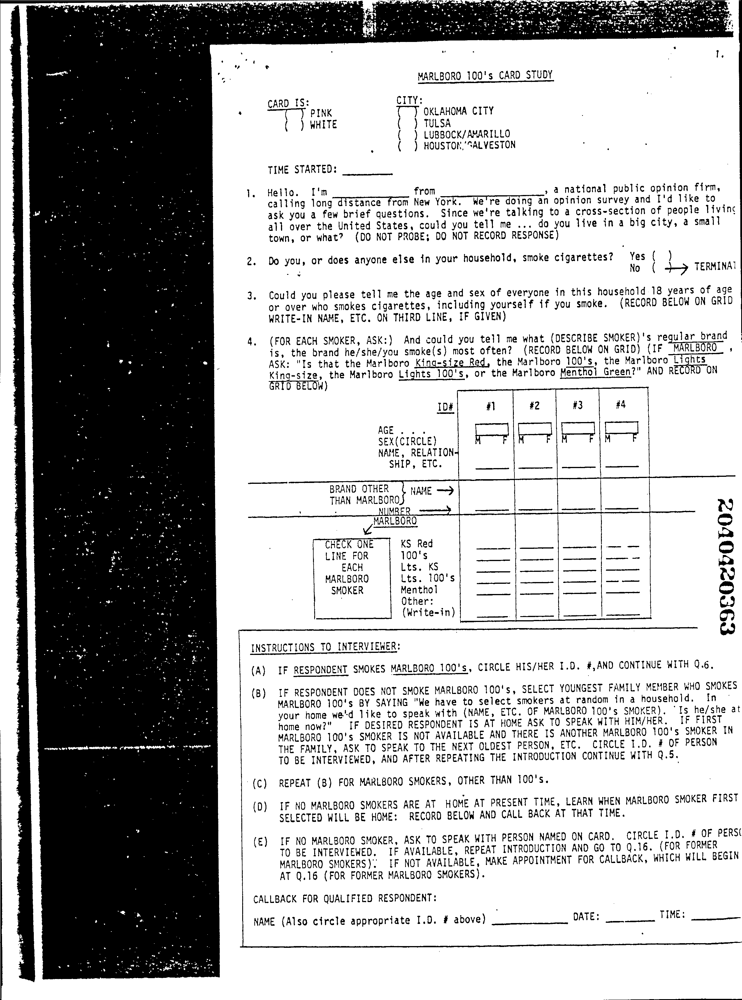 1.
MARLBORO 100's CARD STUDY
CARD IS:
( ) PINK
( ) WHITE
CITY:
( ) OKLAHOMA CITY
( ) TULSA
( ) LUBBOCK/AMARILLO
( ) HOUSTON/GALVESTON
TIME STARTED: ________
1. Hello. I'm ____________ from ________________, a national public opinion firm,
calling long distance from New York. We're doing an opinion survey and I'd like to
ask you a few brief questions. Since we're talking to a cross-section of people living
all over the United States, could you tell me ... do you live in a big city, a small
town, or what? (DO NOT PROBE; DO NOT RECORD RESPONSE)
2. Do you, or does anyone else in your household, smoke cigarettes? Yes ( )
No ( ) → TERMINAT
3. Could you please tell me the age and sex of everyone in this household 18 years of age
or over who smokes cigarettes, including yourself if you smoke. (RECORD BELOW ON GRID
WRITE-IN NAME, ETC. ON THIRD LINE, IF GIVEN)
4. (FOR EACH SMOKER, ASK:) And could you tell me what (DESCRIBE SMOKER)'s regular brand
is, the brand he/she/you smoke(s) most often? (RECORD BELOW ON GRID) (IF MARLBORO ,
ASK: "Is that the Marlboro King-size Red, the Marlboro 100's, the Marlboro Lights
King-size, the Marlboro Lights 100's, or the Marlboro Menthol Green?" AND RECORD ON
GRID BELOW)
ID# #1 #2 #3 #4
AGE . . .
SEX(CIRCLE) M F M F M F M F
NAME, RELATION-
SHIP, ETC.
BRAND OTHER } NAME →
THAN MARLBORO
NUMBER →
MARLBORO
CHECK ONE
LINE FOR
EACH
MARLBORO
SMOKER
KS Red
100's
Lts. KS
Lts. 100's
Menthol
Other:
(Write-in)
2040420363
INSTRUCTIONS TO INTERVIEWER:
(A) IF RESPONDENT SMOKES MARLBORO 100's, CIRCLE HIS/HER I.D. #,AND CONTINUE WITH Q.6.
(B) IF RESPONDENT DOES NOT SMOKE MARLBORO 100's, SELECT YOUNGEST FAMILY MEMBER WHO SMOKES
MARLBORO 100's BY SAYING "We have to select smokers at random in a household. In
your home we'd like to speak with (NAME, ETC. OF MARLBORO 100's SMOKER). Is he/she at
home now?" IF DESIRED RESPONDENT IS AT HOME ASK TO SPEAK WITH HIM/HER. IF FIRST
MARLBORO 100's SMOKER IS NOT AVAILABLE AND THERE IS ANOTHER MARLBORO 100's SMOKER IN
THE FAMILY, ASK TO SPEAK TO THE NEXT OLDEST PERSON, ETC. CIRCLE I.D. # OF PERSON
TO BE INTERVIEWED, AND AFTER REPEATING THE INTRODUCTION CONTINUE WITH Q.5.
(C) REPEAT (B) FOR MARLBORO SMOKERS, OTHER THAN 100's.
(D) IF NO MARLBORO SMOKERS ARE AT HOME AT PRESENT TIME, LEARN WHEN MARLBORO SMOKER FIRST
SELECTED WILL BE HOME: RECORD BELOW AND CALL BACK AT THAT TIME.
(E) IF NO MARLBORO SMOKER, ASK TO SPEAK WITH PERSON NAMED ON CARD. CIRCLE I.D. # OF PERSO
TO BE INTERVIEWED. IF AVAILABLE, REPEAT INTRODUCTION AND GO TO Q.16. (FOR FORMER
MARLBORO SMOKERS). IF NOT AVAILABLE, MAKE APPOINTMENT FOR CALLBACK, WHICH WILL BEGIN
AT Q.16 (FOR FORMER MARLBORO SMOKERS).
CALLBACK FOR QUALIFIED RESPONDENT:
NAME (Also circle appropriate I.D. # above) ____________ DATE: ________ TIME: ________